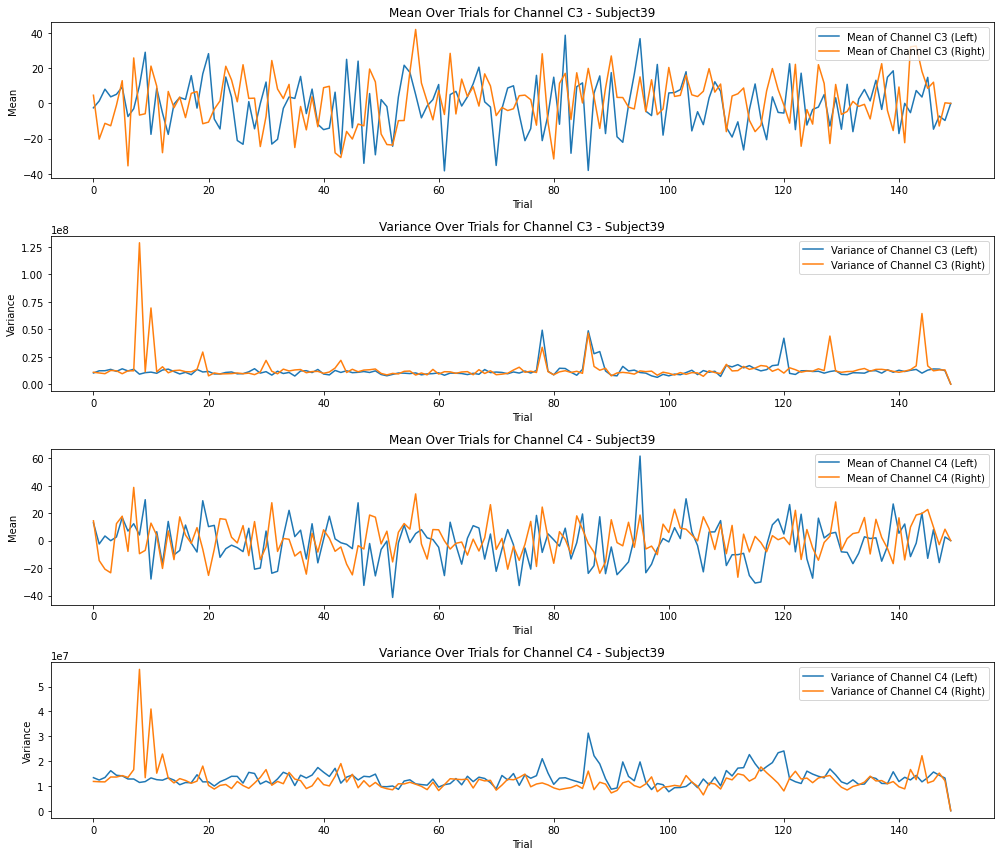 Mean Over Trials for Channel C3 - Subject39
Mean
40
20
0
−20
−40
Mean of Channel C3 (Left)
Mean of Channel C3 (Right)
0 20 40 60 80 100 120 140
Trial
Variance Over Trials for Channel C3 - Subject39
1e8
Variance
1.25
1.00
0.75
0.50
0.25
0.00
Variance of Channel C3 (Left)
Variance of Channel C3 (Right)
0 20 40 60 80 100 120 140
Trial
Mean Over Trials for Channel C4 - Subject39
Mean
60
40
20
0
−20
−40
Mean of Channel C4 (Left)
Mean of Channel C4 (Right)
0 20 40 60 80 100 120 140
Trial
Variance Over Trials for Channel C4 - Subject39
1e7
Variance
5
4
3
2
1
0
Variance of Channel C4 (Left)
Variance of Channel C4 (Right)
0 20 40 60 80 100 120 140
Trial